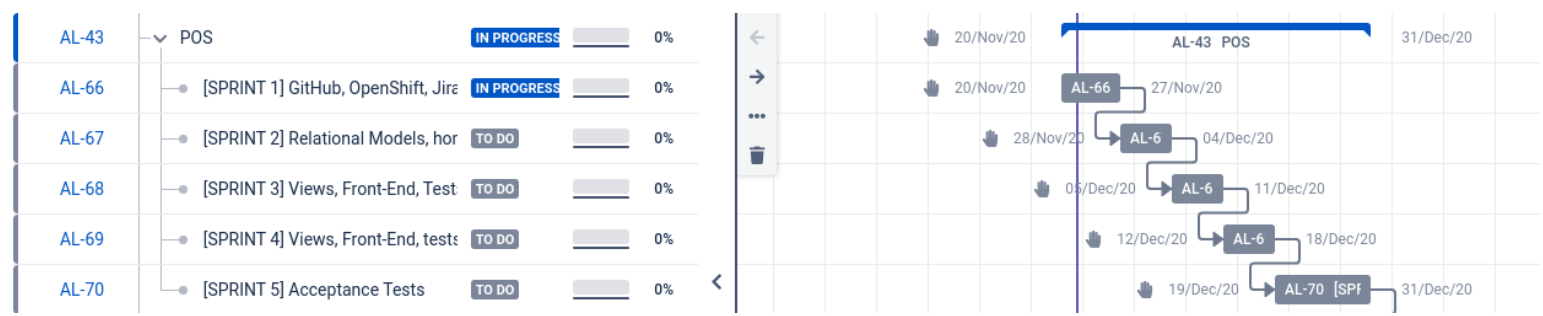 AL-43 POS IN PROGRESS 0% 20/Nov/20 AL-43 POS 31/Dec/20
AL-66 [SPRINT 1] GitHub, OpenShift, Jira IN PROGRESS 0% 20/Nov/20 AL-66 27/Nov/20
AL-67 [SPRINT 2] Relational Models, hor TO DO 0% 28/Nov/20 AL-6 04/Dec/20
AL-68 [SPRINT 3] Views, Front-End, Test TO DO 0% 05/Dec/20 AL-6 11/Dec/20
AL-69 [SPRINT 4] Views, Front-End, tests TO DO 0% 12/Dec/20 AL-6 18/Dec/20
AL-70 [SPRINT 5] Acceptance Tests TO DO 0% 19/Dec/20 AL-70 [SPR 31/Dec/20